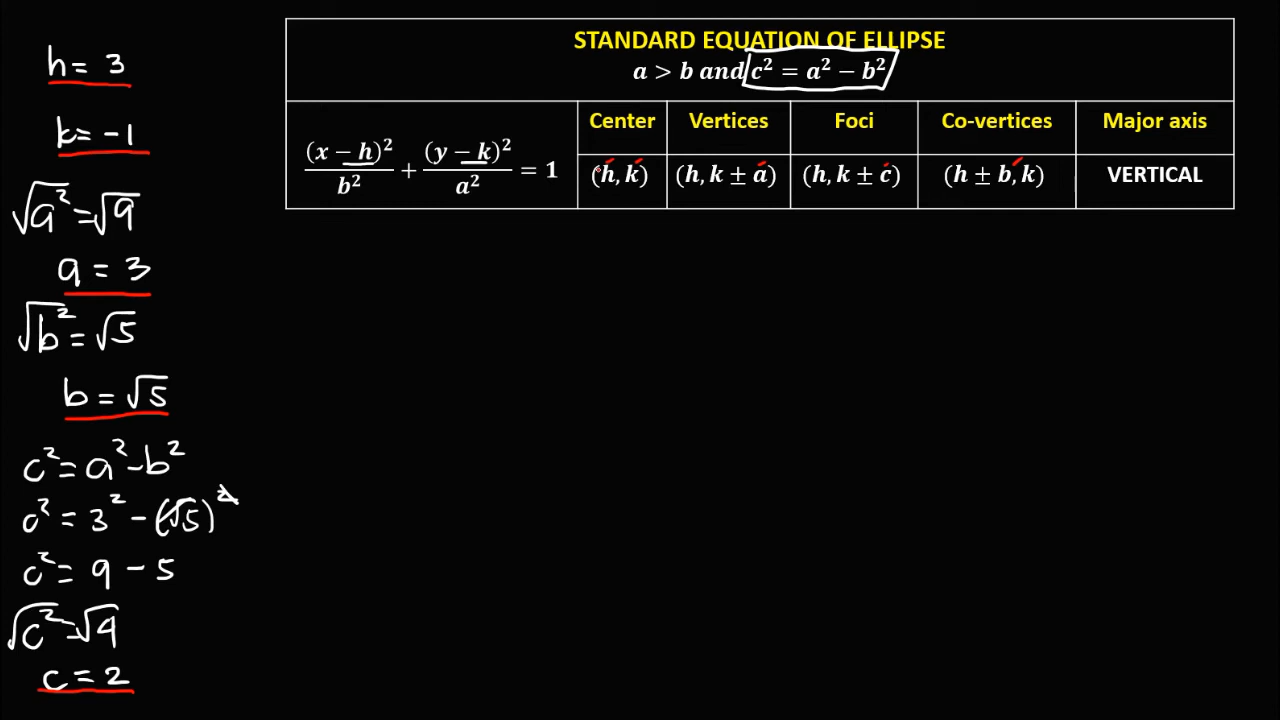 h = 3
k = -1
√a² = √9
a = 3
√b² = √5
b = √5
c² = a² - b²
c² = 3² - (√5)²
c² = 9 - 5
√c² = √4
c = 2
STANDARD EQUATION OF ELLIPSE
a > b and c² = a² − b²
Center Vertices Foci Co-vertices Major axis
(x − h)²/b² + (y − k)²/a² = 1 (h, k) (h, k ± a) (h, k ± c) (h ± b, k) VERTICAL